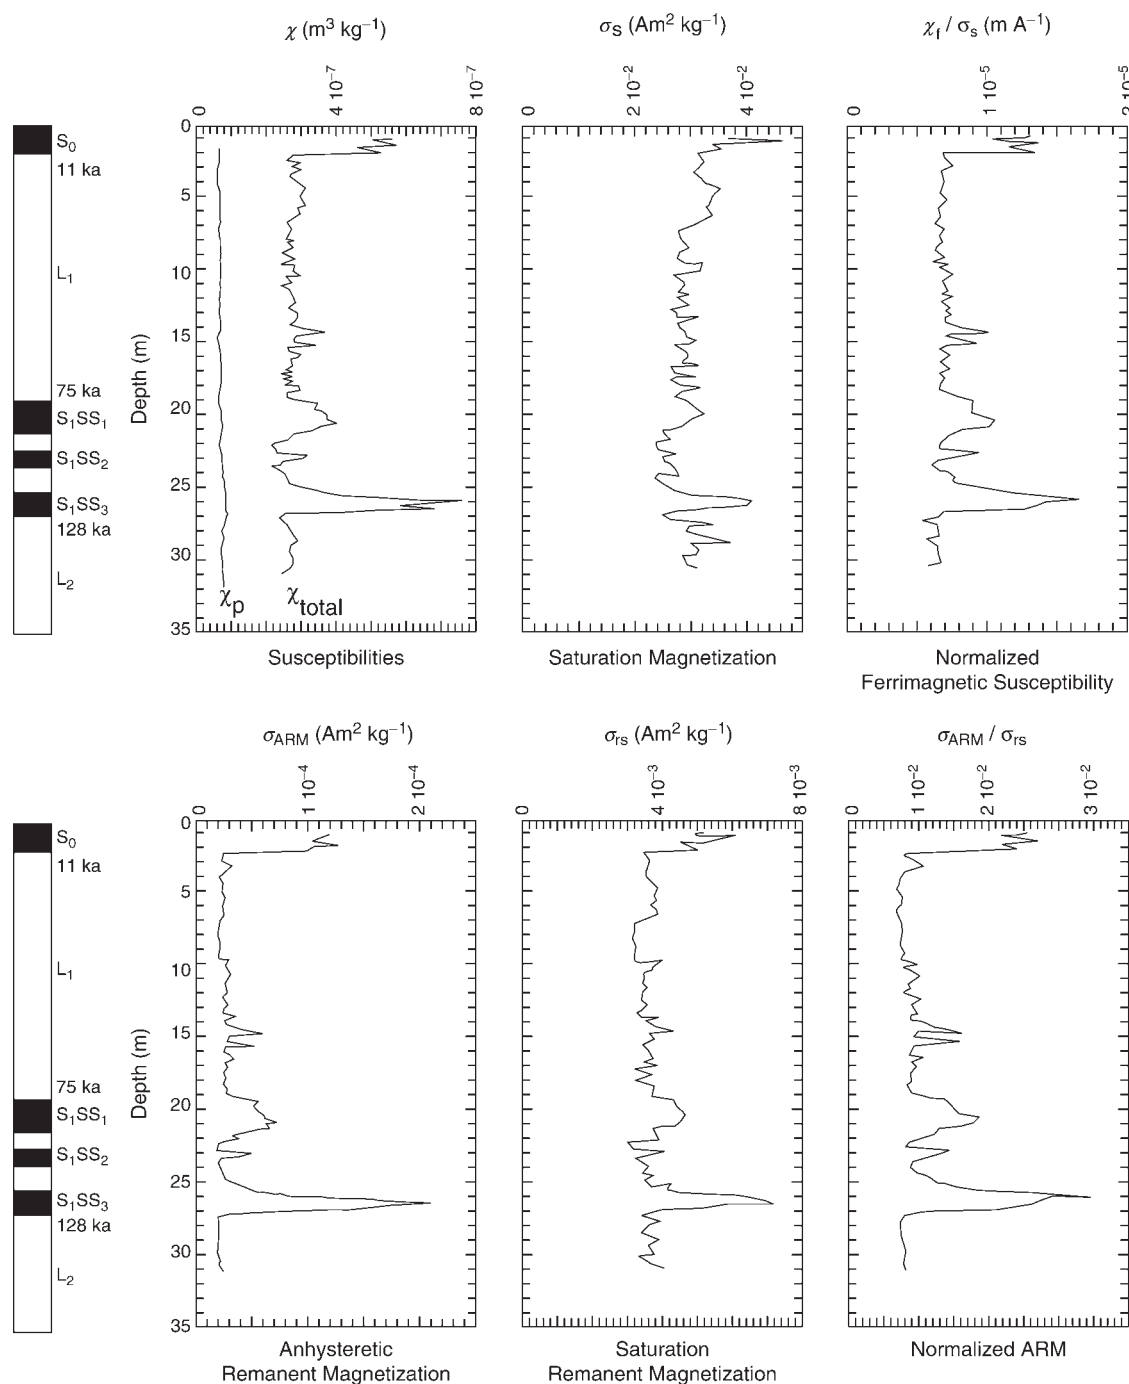 χ (m³ kg⁻¹)
σS (Am² kg⁻¹)
χf / σs (m A⁻¹)
0
4 10⁻⁷
8 10⁻⁷
0
2 10⁻²
4 10⁻²
0
1 10⁻⁵
2 10⁻⁵
S₀
11 ka
L₁
75 ka
S₁SS₁
S₁SS₂
S₁SS₃
128 ka
L₂
Depth (m)
0
5
10
15
20
25
30
35
χp
χtotal
Susceptibilities
Saturation Magnetization
Normalized
Ferrimagnetic Susceptibility
σARM (Am² kg⁻¹)
σrs (Am² kg⁻¹)
σARM / σrs
0
1 10⁻⁴
2 10⁻⁴
0
4 10⁻³
8 10⁻³
0
1 10⁻²
2 10⁻²
3 10⁻²
S₀
11 ka
L₁
75 ka
S₁SS₁
S₁SS₂
S₁SS₃
128 ka
L₂
Depth (m)
0
5
10
15
20
25
30
35
Anhysteretic
Remanent Magnetization
Saturation
Remanent Magnetization
Normalized ARM